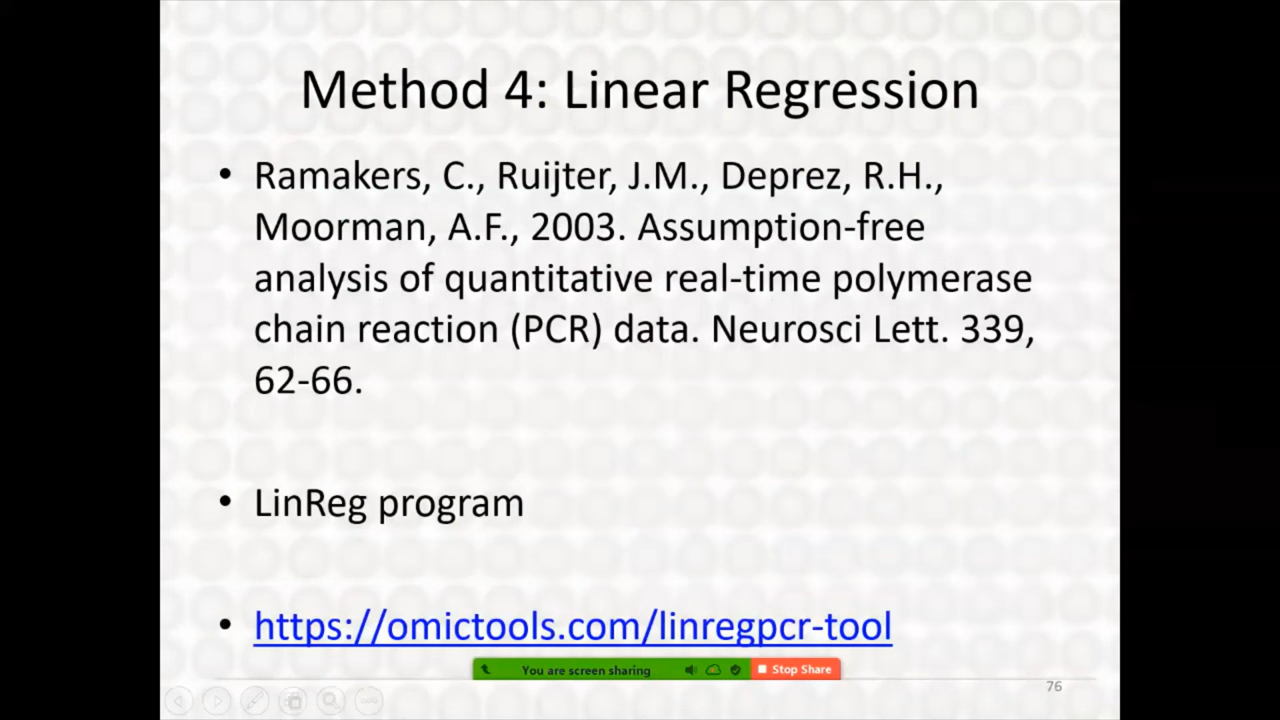 Method 4: Linear Regression
• Ramakers, C., Ruijter, J.M., Deprez, R.H.,
Moorman, A.F., 2003. Assumption-free
analysis of quantitative real-time polymerase
chain reaction (PCR) data. Neurosci Lett. 339,
62-66.
• LinReg program
• https://omictools.com/linregpcr-tool
You are screen sharing
Stop Share
76